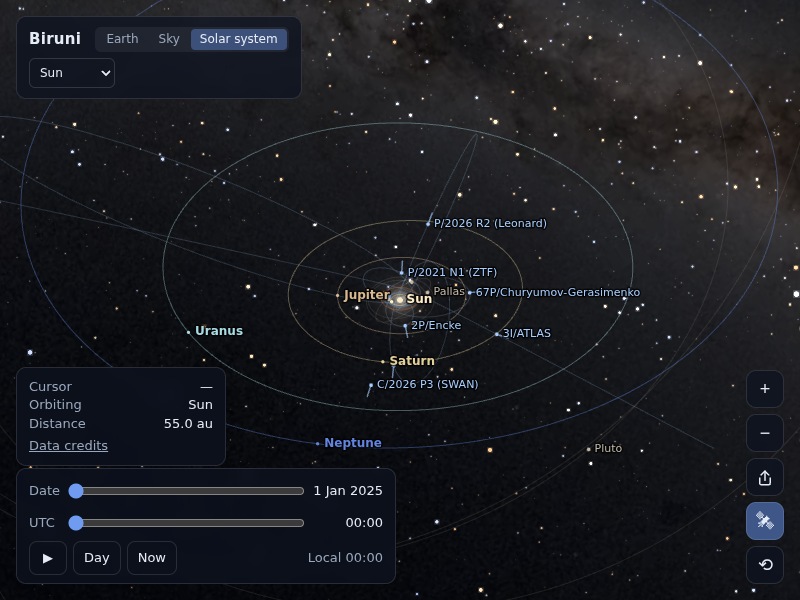 Biruni
Earth
Sky
Solar system
Sun
P/2026 R2 (Leonard)
P/2021 N1 (ZTF)
Pallas
67P/Churyumov-Gerasimenko
Jupiter
Sun
2P/Encke
3I/ATLAS
Uranus
Saturn
C/2026 P3 (SWAN)
Neptune
Pluto
Cursor —
Orbiting Sun
Distance 55.0 au
Data credits
Date 1 Jan 2025
UTC 00:00
▶ Day Now Local 00:00
+
−
⟲